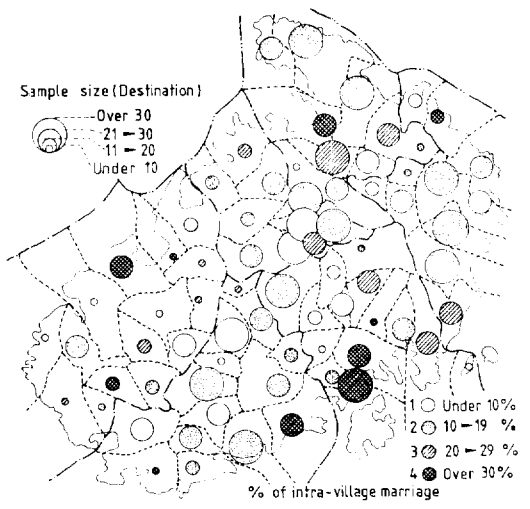 Sample size (Destination)
Over 30
21 - 30
11 - 20
Under 10
1 Under 10%
2 10 - 19 %
3 20 - 29 %
4 Over 30%
% of intra-village marriage